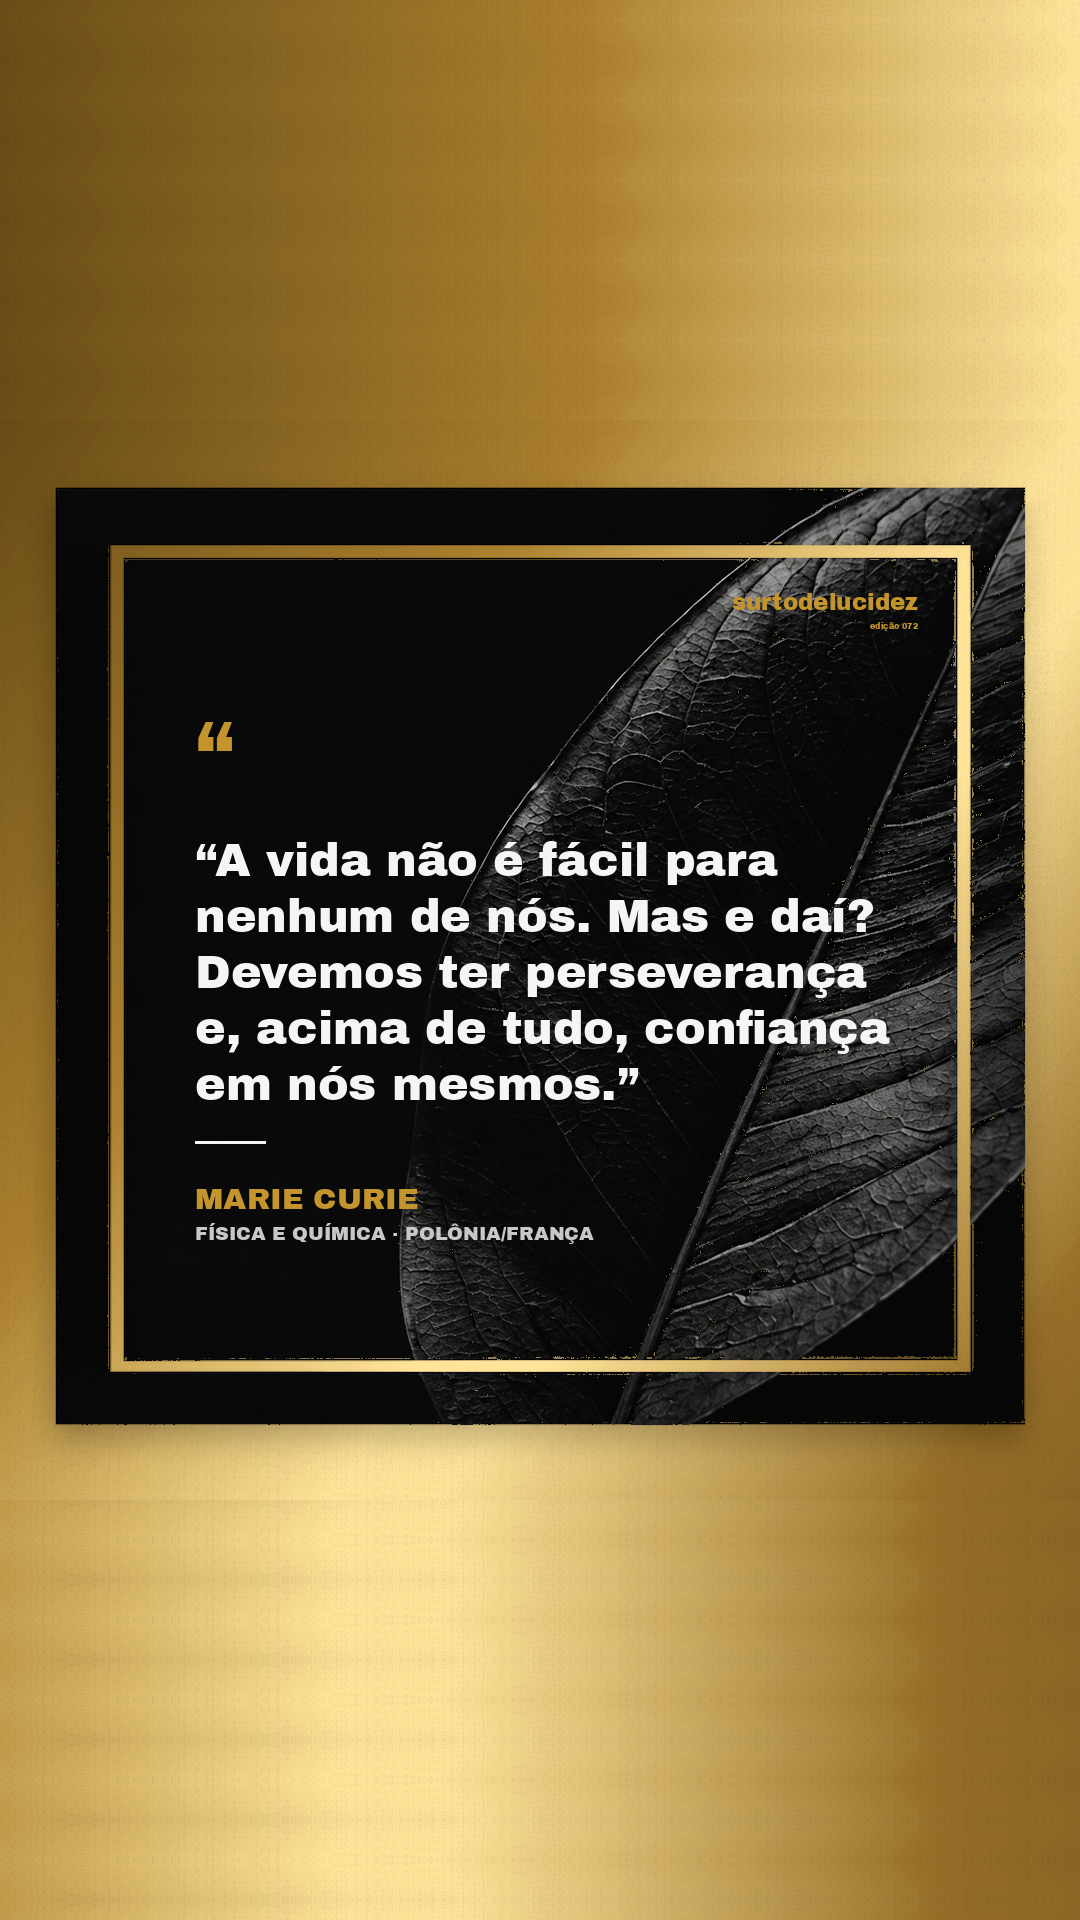 surtodelucidez
edição 072
“
“A vida não é fácil para
nenhum de nós. Mas e daí?
Devemos ter perseverança
e, acima de tudo, confiança
em nós mesmos.”
MARIE CURIE
FÍSICA E QUÍMICA · POLÔNIA/FRANÇA